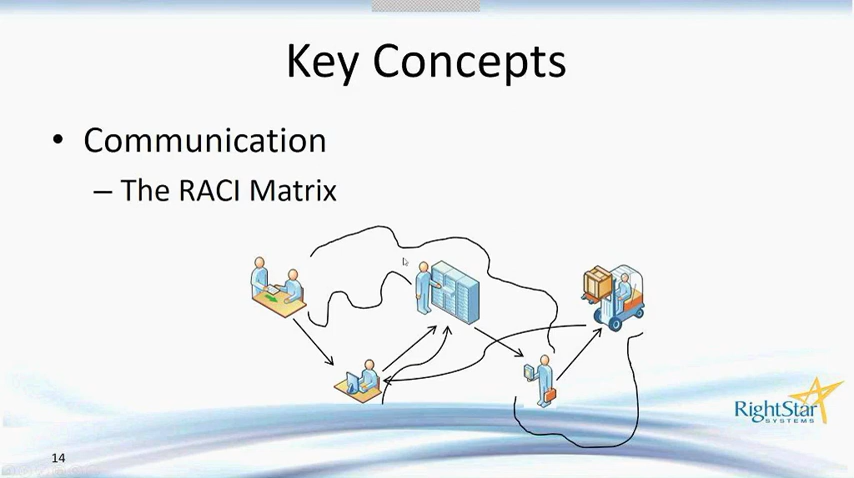 Key Concepts
• Communication
– The RACI Matrix
RightStar
SYSTEMS
14